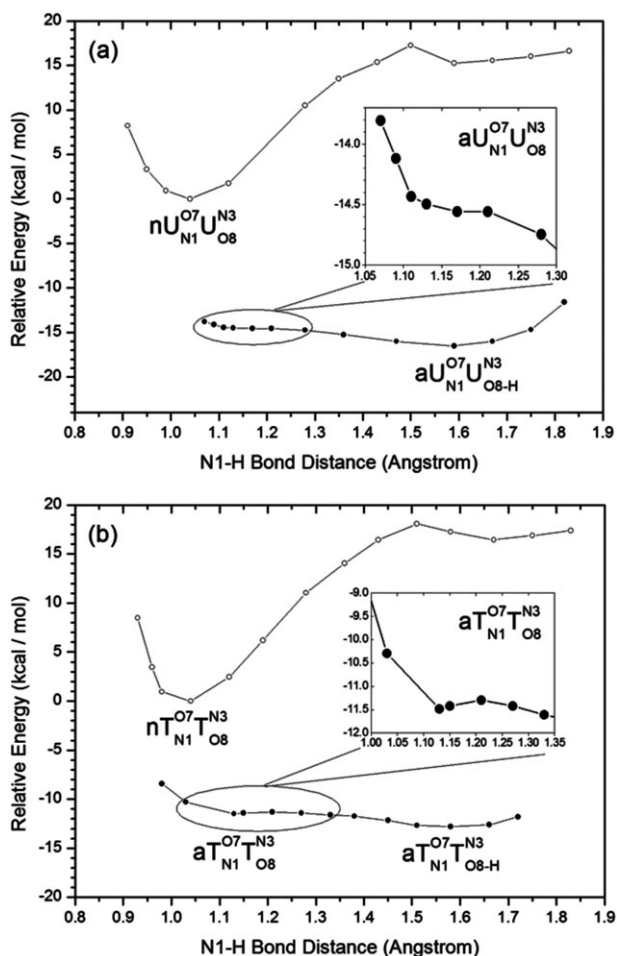 (a)
Relative Energy (kcal / mol)
20
15
10
5
0
-5
-10
-15
-20
nU^{O7}_{N1}U^{N3}_{O8}
aU^{O7}_{N1}U^{N3}_{O8}
-14.0
-14.5
-15.0
1.05 1.10 1.15 1.20 1.25 1.30
aU^{O7}_{N1}U^{N3}_{O8-H}
0.8 0.9 1.0 1.1 1.2 1.3 1.4 1.5 1.6 1.7 1.8 1.9
N1-H Bond Distance (Angstrom)
(b)
Relative Energy (kcal / mol)
20
15
10
5
0
-5
-10
-15
-20
nT^{O7}_{N1}T^{N3}_{O8}
aT^{O7}_{N1}T^{N3}_{O8}
-9.0
-9.5
-10.0
-10.5
-11.0
-11.5
-12.0
1.00 1.05 1.10 1.15 1.20 1.25 1.30 1.35
aT^{O7}_{N1}T^{N3}_{O8}
aT^{O7}_{N1}T^{N3}_{O8-H}
0.8 0.9 1.0 1.1 1.2 1.3 1.4 1.5 1.6 1.7 1.8 1.9
N1-H Bond Distance (Angstrom)